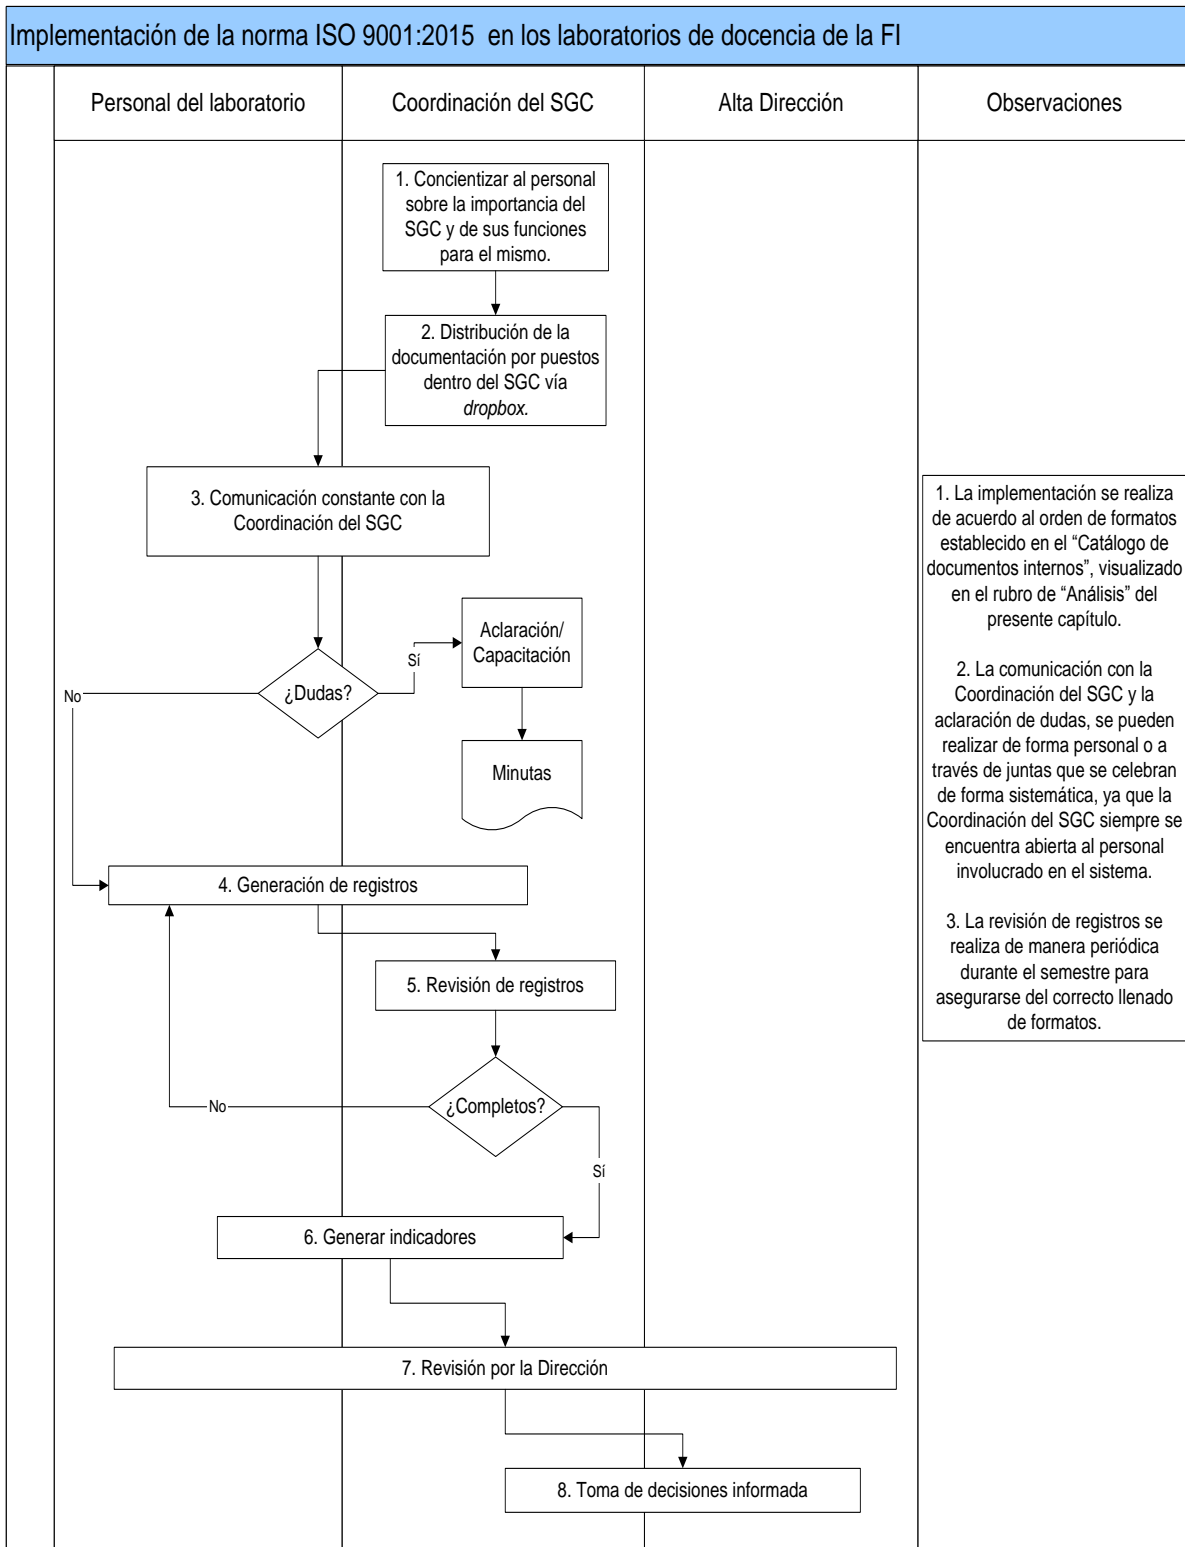 Implementación de la norma ISO 9001:2015  en los laboratorios de docencia de la FI
Personal del laboratorio
Coordinación del SGC
Alta Dirección
Observaciones
1. Concientizar al personal
sobre la importancia del
SGC y de sus funciones
para el mismo.
2. Distribución de la
documentación por puestos
dentro del SGC vía
dropbox.
3. Comunicación constante con la
Coordinación del SGC
¿Dudas?
Sí
No
Aclaración/
Capacitación
Minutas
4. Generación de registros
5. Revisión de registros
¿Completos?
No
Sí
6. Generar indicadores
7. Revisión por la Dirección
8. Toma de decisiones informada
1. La implementación se realiza
de acuerdo al orden de formatos
establecido en el “Catálogo de
documentos internos”, visualizado
en el rubro de “Análisis” del
presente capítulo.
2. La comunicación con la
Coordinación del SGC y la
aclaración de dudas, se pueden
realizar de forma personal o a
través de juntas que se celebran
de forma sistemática, ya que la
Coordinación del SGC siempre se
encuentra abierta al personal
involucrado en el sistema.
3. La revisión de registros se
realiza de manera periódica
durante el semestre para
asegurarse del correcto llenado
de formatos.